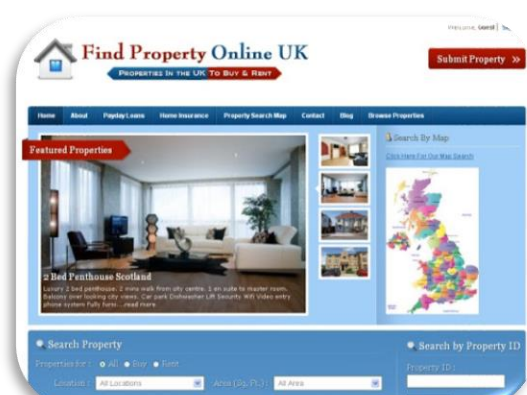 Welcome, Guest |
Find Property Online UK
Properties In the UK To Buy & Rent
Submit Property »
Home About Payday Loans Home Insurance Property Search Map Contact Blog Browse Properties
Featured Properties
Search By Map
Click Here For Our Map Search
2 Bed Penthouse Scotland
Luxury 2 bed penthouse. 2 mins walk from city centre. 1 en suite to master room.
Balcony over looking city views. Car park Dishwasher Lift Security Wifi Video entry
phone system Fully furni...read more
Search Property
Properties for : All Buy Rent
Location : All Locations Area (Sq. Ft.) : All Area
Search by Property ID
Property ID :